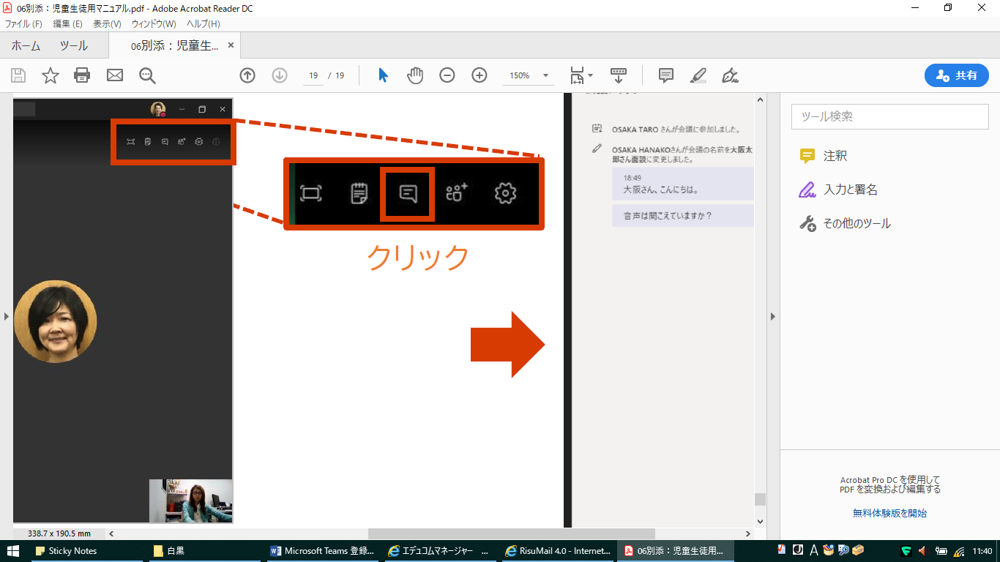 06別添：児童生徒用マニュアル.pdf - Adobe Acrobat Reader DC
ファイル (F) 編集 (E) 表示(V) ウィンドウ(W) ヘルプ(H)
ホーム ツール 06別添：児童生... ×
19 / 19 150% 共有
クリック
OSAKA TARO さんが会議に参加しました。
OSAKA HANAKOさんが会議の名前を大阪太
郎さん面談に変更しました。
18:49
大阪さん、こんにちは。
音声は聞こえていますか？
ツール検索
注釈
入力と署名
その他のツール
Acrobat Pro DC を使用して
PDF を変換および編集する
無料体験版を開始
338.7 x 190.5 mm
Sticky Notes 白黒 Microsoft Teams 登録... エデュコムマネージャー ... RisuMail 4.0 - Internet... 06別添：児童生徒用... A 11:40